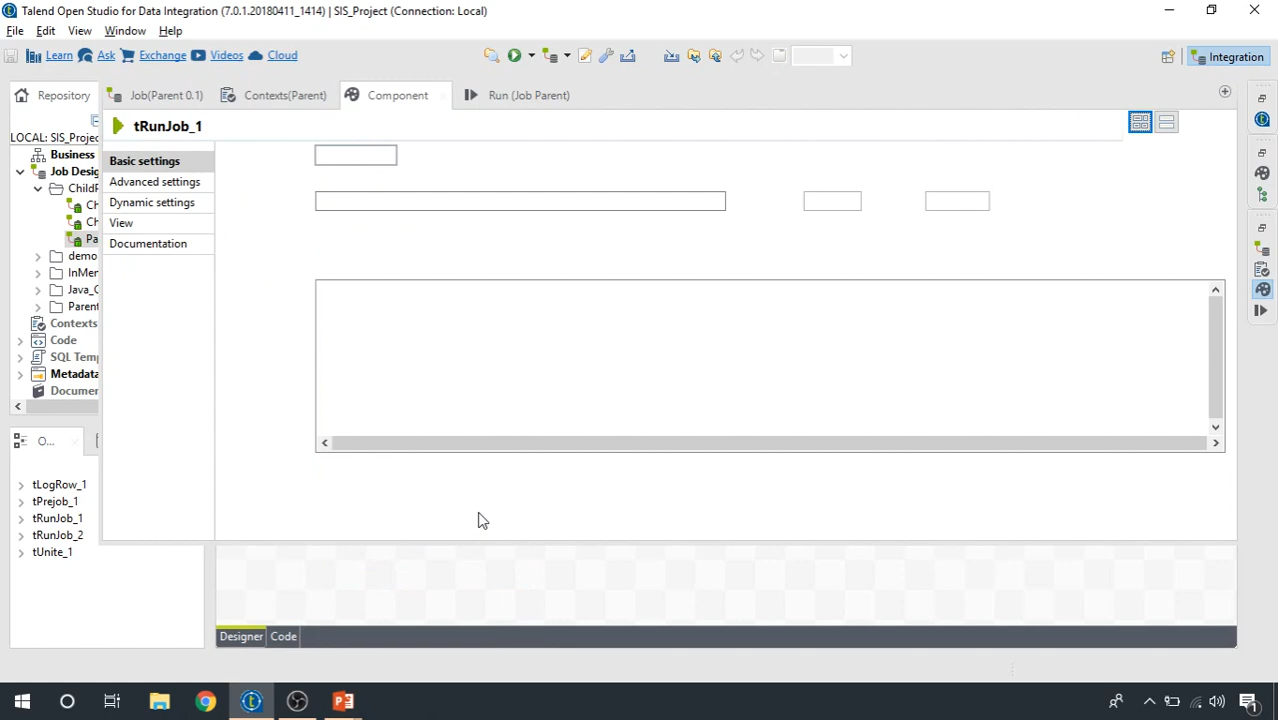 Talend Open Studio for Data Integration (7.0.1.20180411_1414) | SIS_Project (Connection: Local)
File Edit View Window Help
Learn Ask Exchange Videos Cloud
Integration
Repository Job(Parent 0.1) Contexts(Parent) Component Run (Job Parent)
LOCAL: SIS_Proje
tRunJob_1
Business
Basic settings
Job Desig
Advanced settings
ChildP
Dynamic settings
Ch
View
Ch
Documentation
Pa
demo
InMer
Java_C
Parent
Contexts
Code
SQL Temp
Metadata
Documen
O...
tLogRow_1
tPrejob_1
tRunJob_1
tRunJob_2
tUnite_1
Designer Code